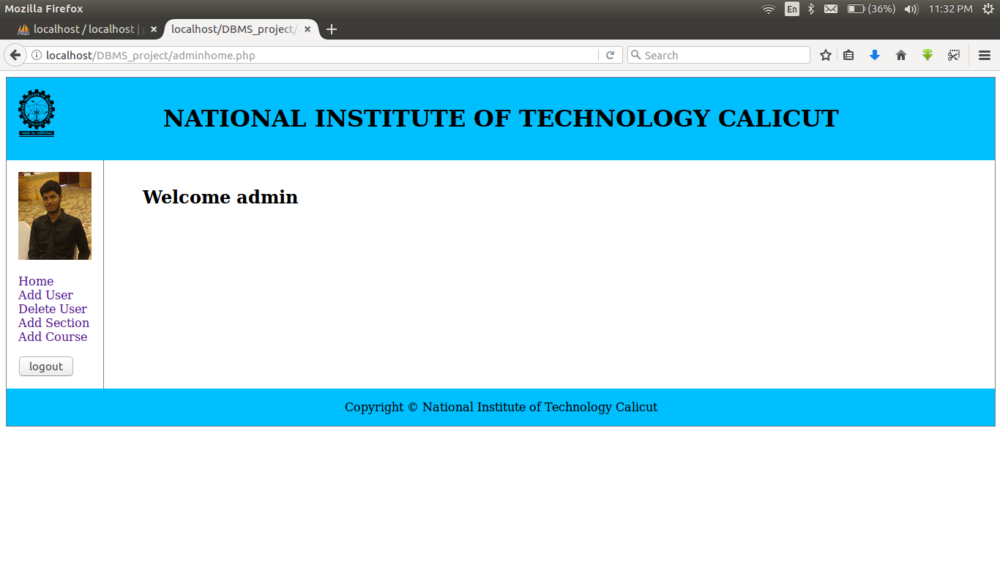 Mozilla Firefox
En
(36%)
11:32 PM
localhost / localhost |
localhost/DBMS_project/
localhost/DBMS_project/adminhome.php
Search
NATIONAL INSTITUTE OF TECHNOLOGY CALICUT
Welcome admin
Home
Add User
Delete User
Add Section
Add Course
logout
Copyright © National Institute of Technology Calicut